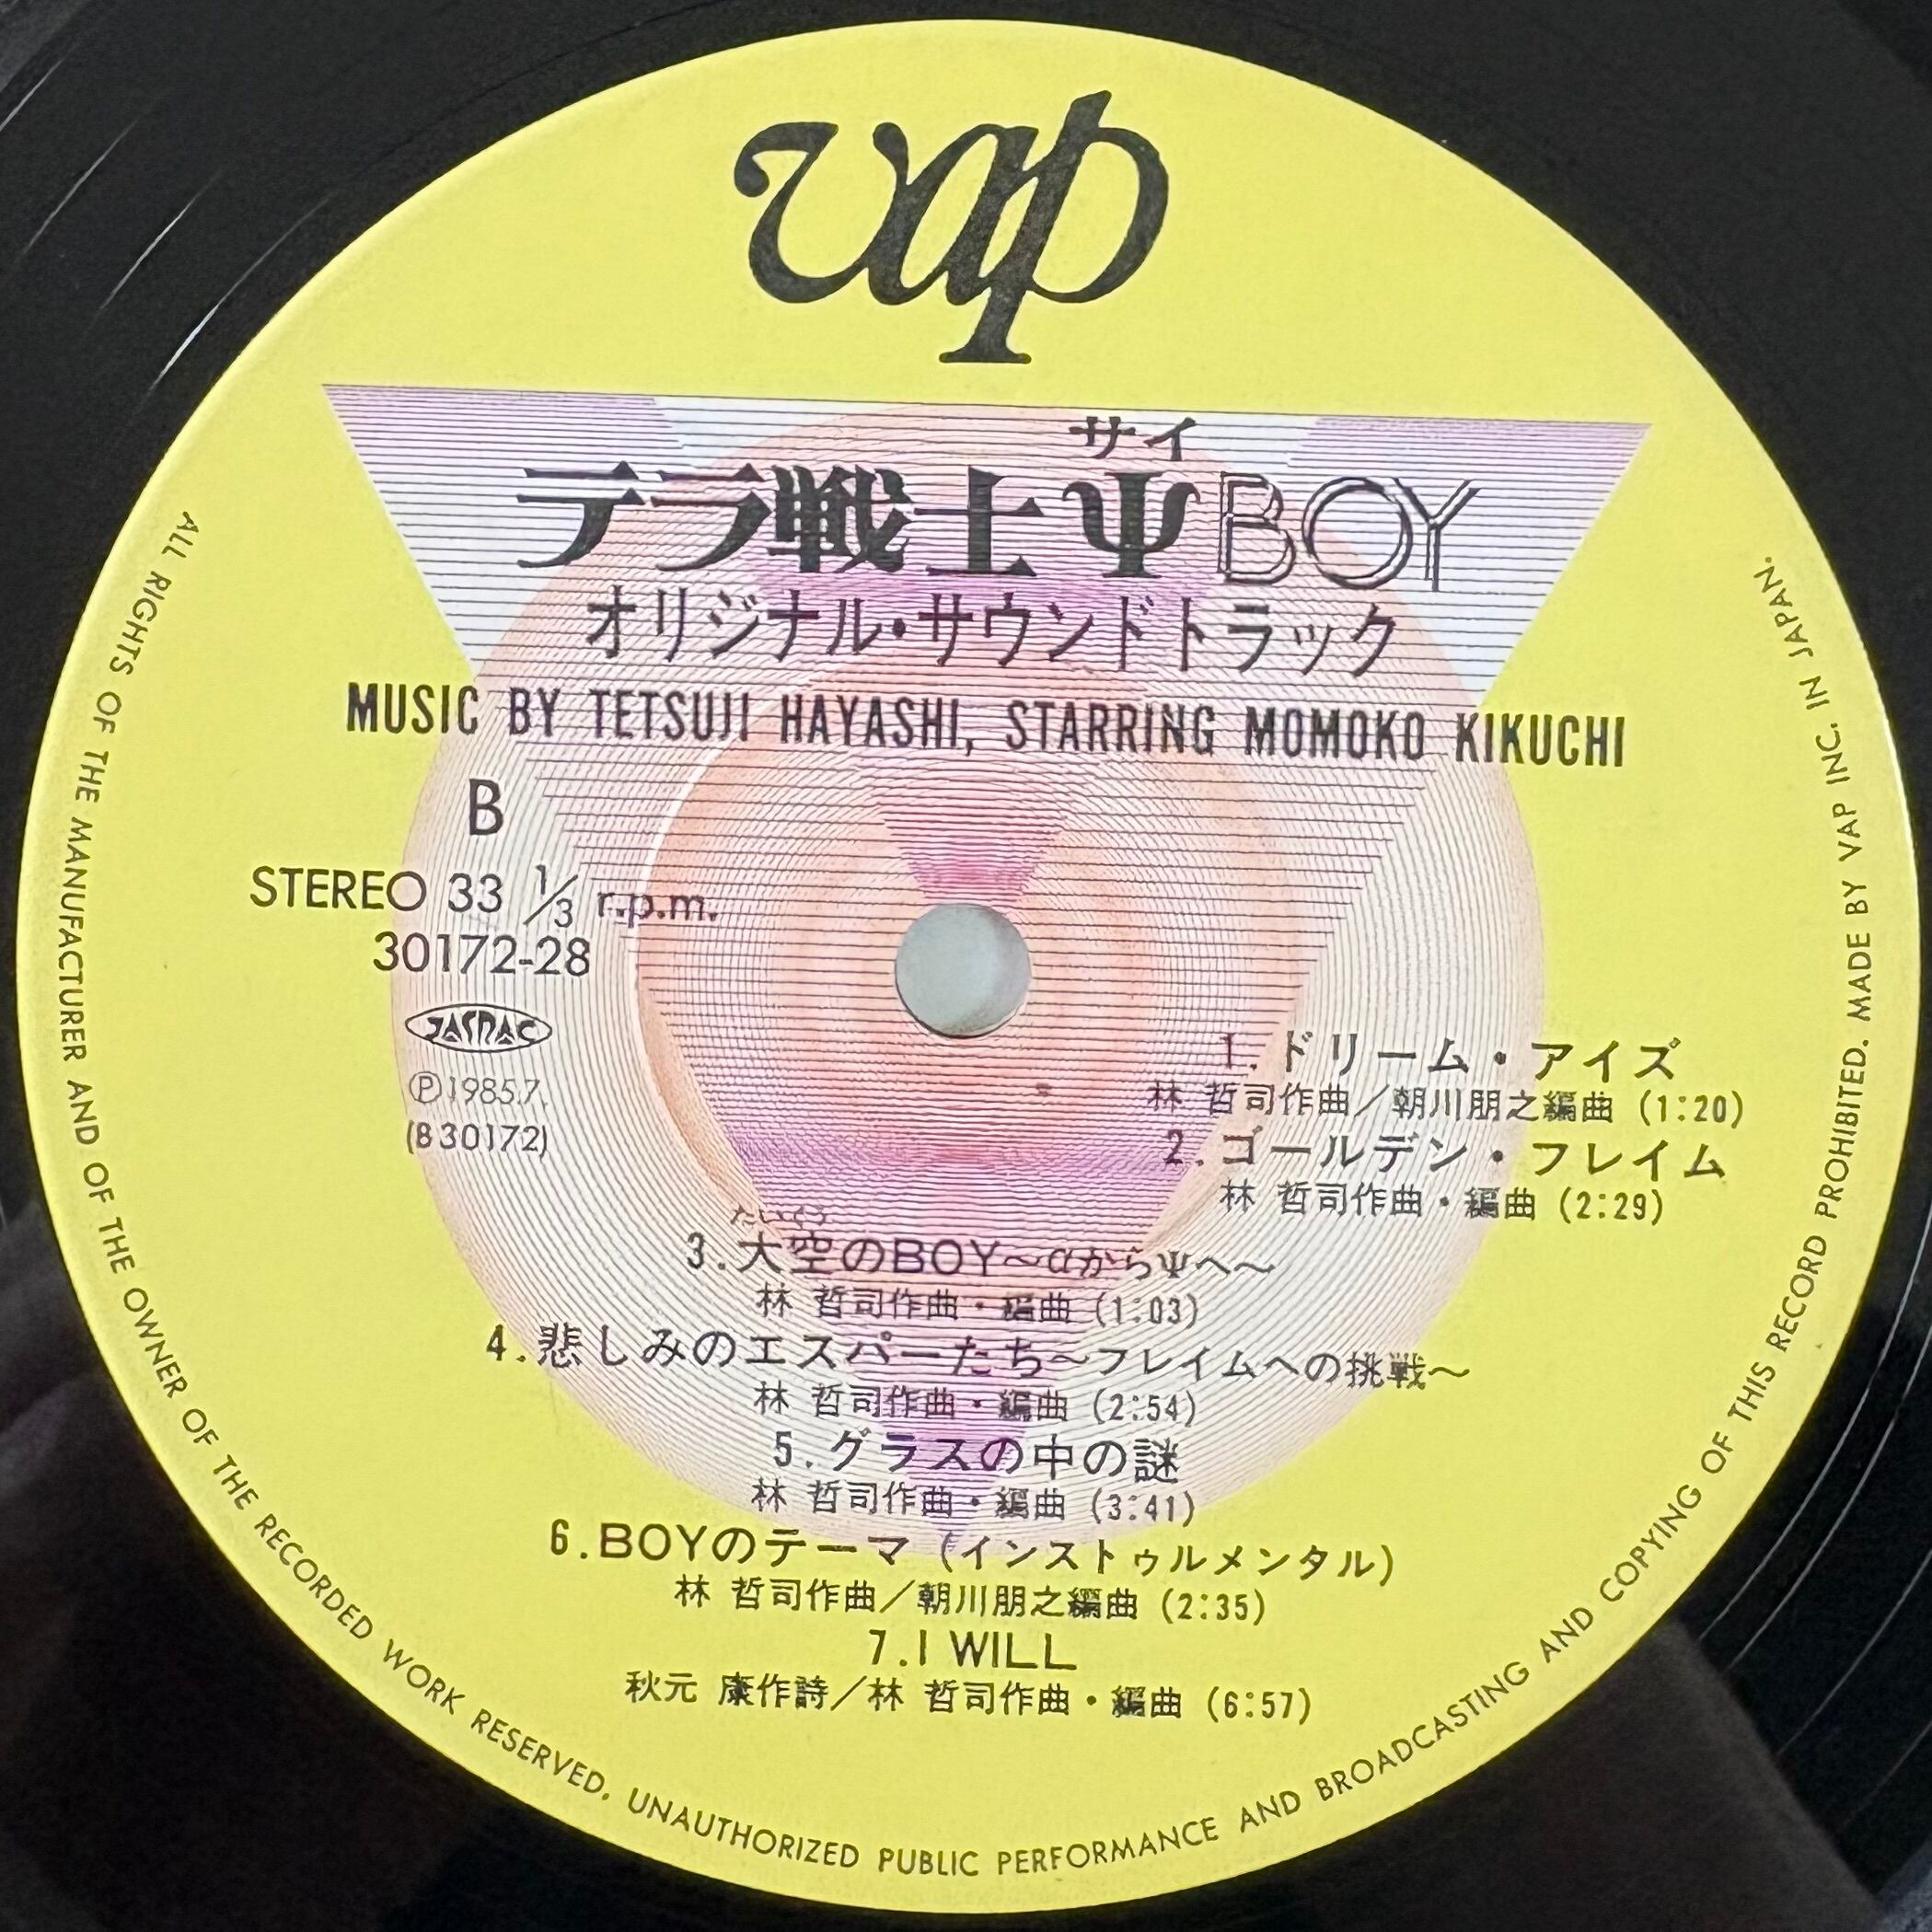 vap
サイ
テラ戦士ΨBOY
オリジナル・サウンドトラック
MUSIC BY TETSUJI HAYASHI, STARRING MOMOKO KIKUCHI
B
STEREO 33 1/3 r.p.m.
30172-28
JASRAC
Ⓟ1985.7.
(B30172)
1.ドリーム・アイズ
林 哲司作曲／朝川朋之編曲 (1:20)
2.ゴールデン・フレイム
林 哲司作曲・編曲 (2:29)
たいくう
3.大空のBOY〜αからΨへ〜
林 哲司作曲・編曲 (1:03)
4.悲しみのエスパーたち〜フレイムへの挑戦〜
林 哲司作曲・編曲 (2:54)
5.グラスの中の謎
林 哲司作曲・編曲 (3:41)
6.BOYのテーマ (インストゥルメンタル)
林 哲司作曲／朝川朋之編曲 (2:35)
7.I WILL
秋元 康作詩／林 哲司作曲・編曲 (6:57)
ALL RIGHTS OF THE MANUFACTURER AND OF THE OWNER OF THE RECORDED WORK RESERVED. UNAUTHORIZED PUBLIC PERFORMANCE AND BROADCASTING AND COPYING OF THIS RECORD PROHIBITED. MADE BY VAP INC. IN JAPAN.